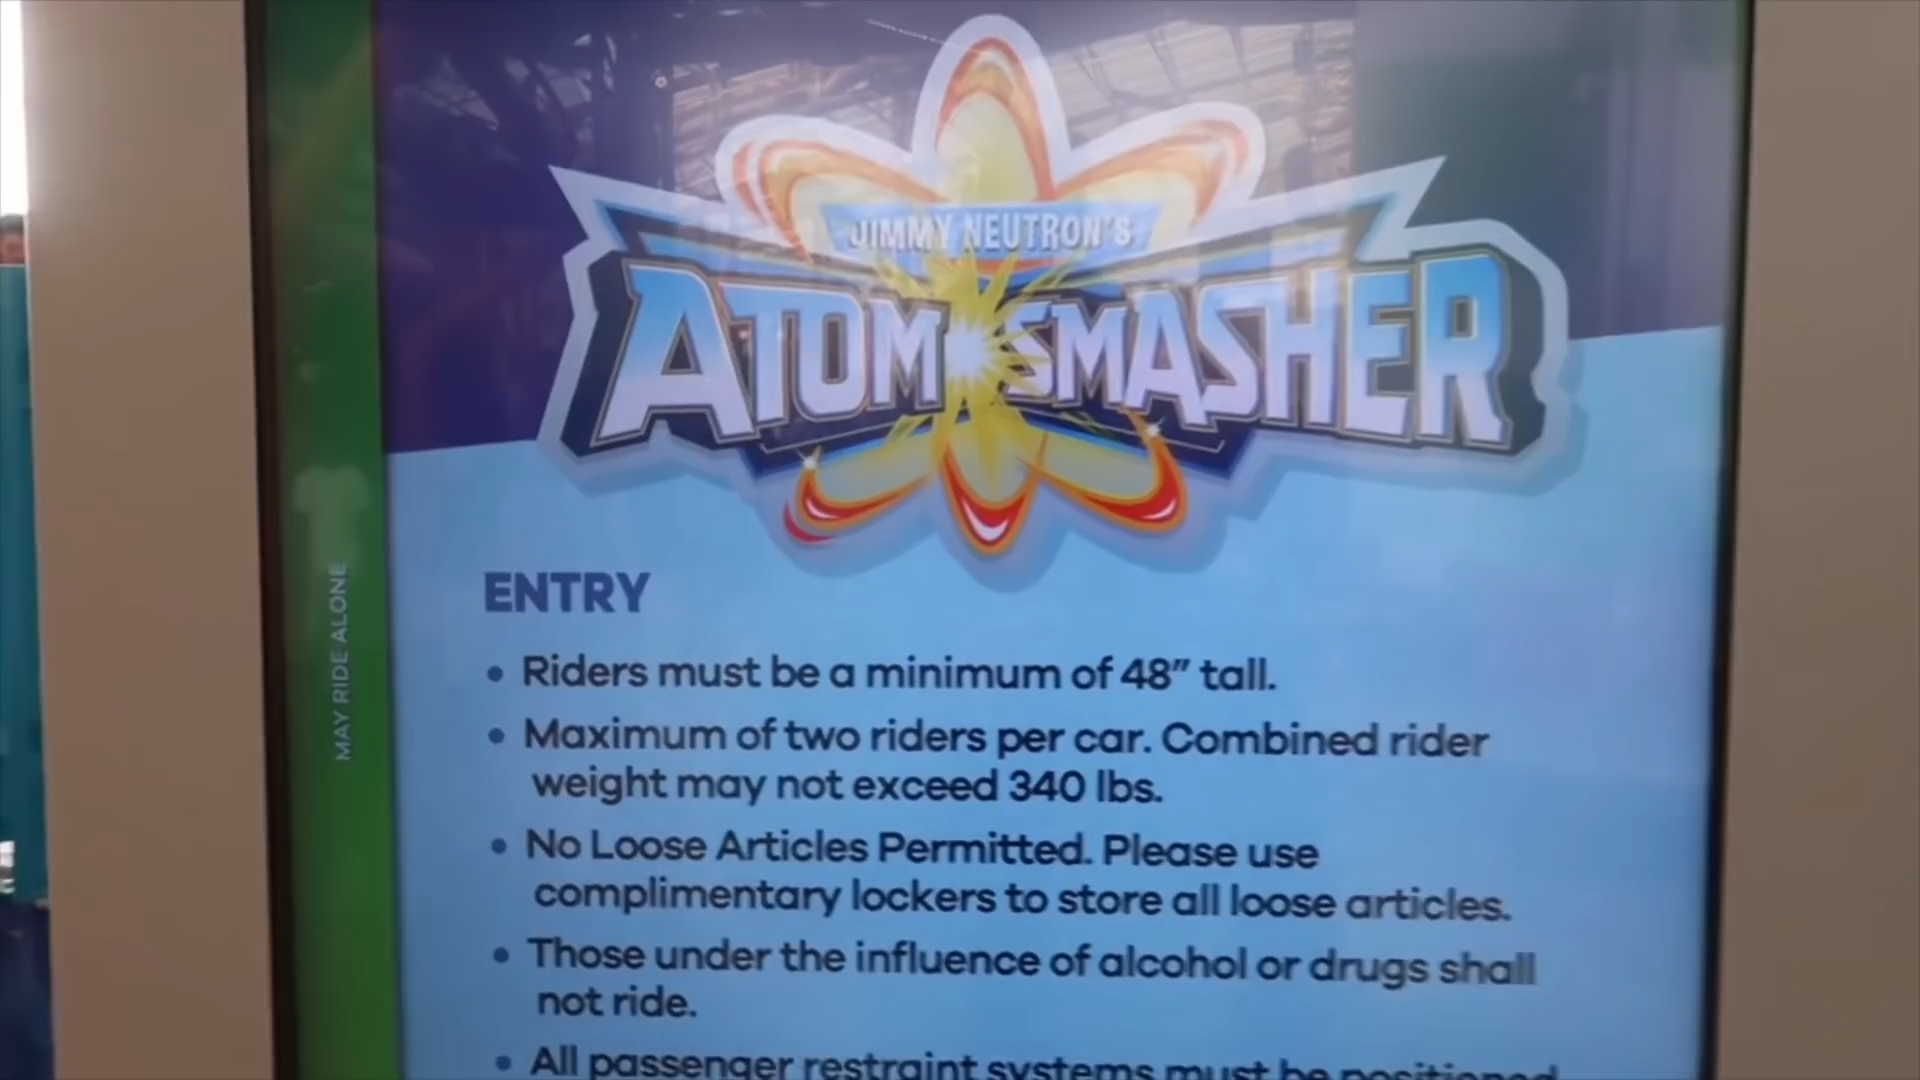 JIMMY NEUTRON'S
ATOM SMASHER
MAY RIDE ALONE
ENTRY
• Riders must be a minimum of 48” tall.
• Maximum of two riders per car. Combined rider
weight may not exceed 340 lbs.
• No Loose Articles Permitted. Please use
complimentary lockers to store all loose articles.
• Those under the influence of alcohol or drugs shall
not ride.
• All passenger restraint systems must be positioned